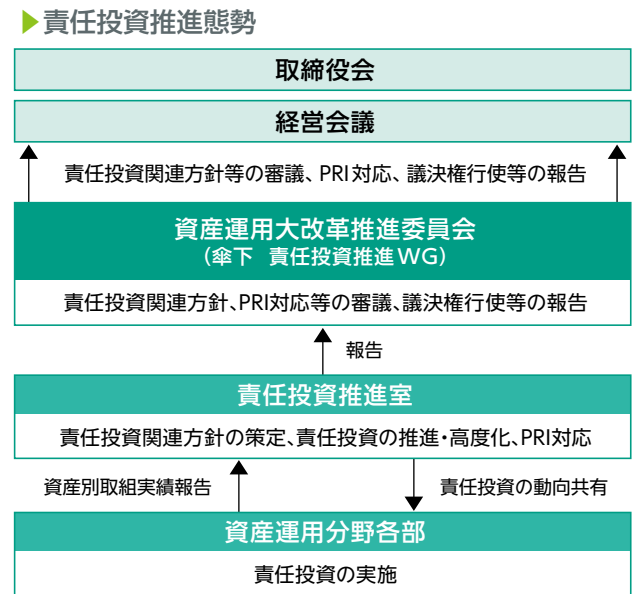 ▶責任投資推進態勢
取締役会
経営会議
責任投資関連方針等の審議、PRI対応、議決権行使等の報告
資産運用大改革推進委員会
(傘下 責任投資推進WG)
責任投資関連方針、PRI対応等の審議、議決権行使等の報告
報告
責任投資推進室
責任投資関連方針の策定、責任投資の推進・高度化、PRI対応
資産別取組実績報告
責任投資の動向共有
資産運用分野各部
責任投資の実施